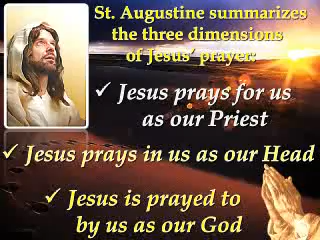 St. Augustine summarizes
the three dimensions
of Jesus' prayer:
✓ Jesus prays for us
as our Priest
✓ Jesus prays in us as our Head
✓ Jesus is prayed to
by us as our God